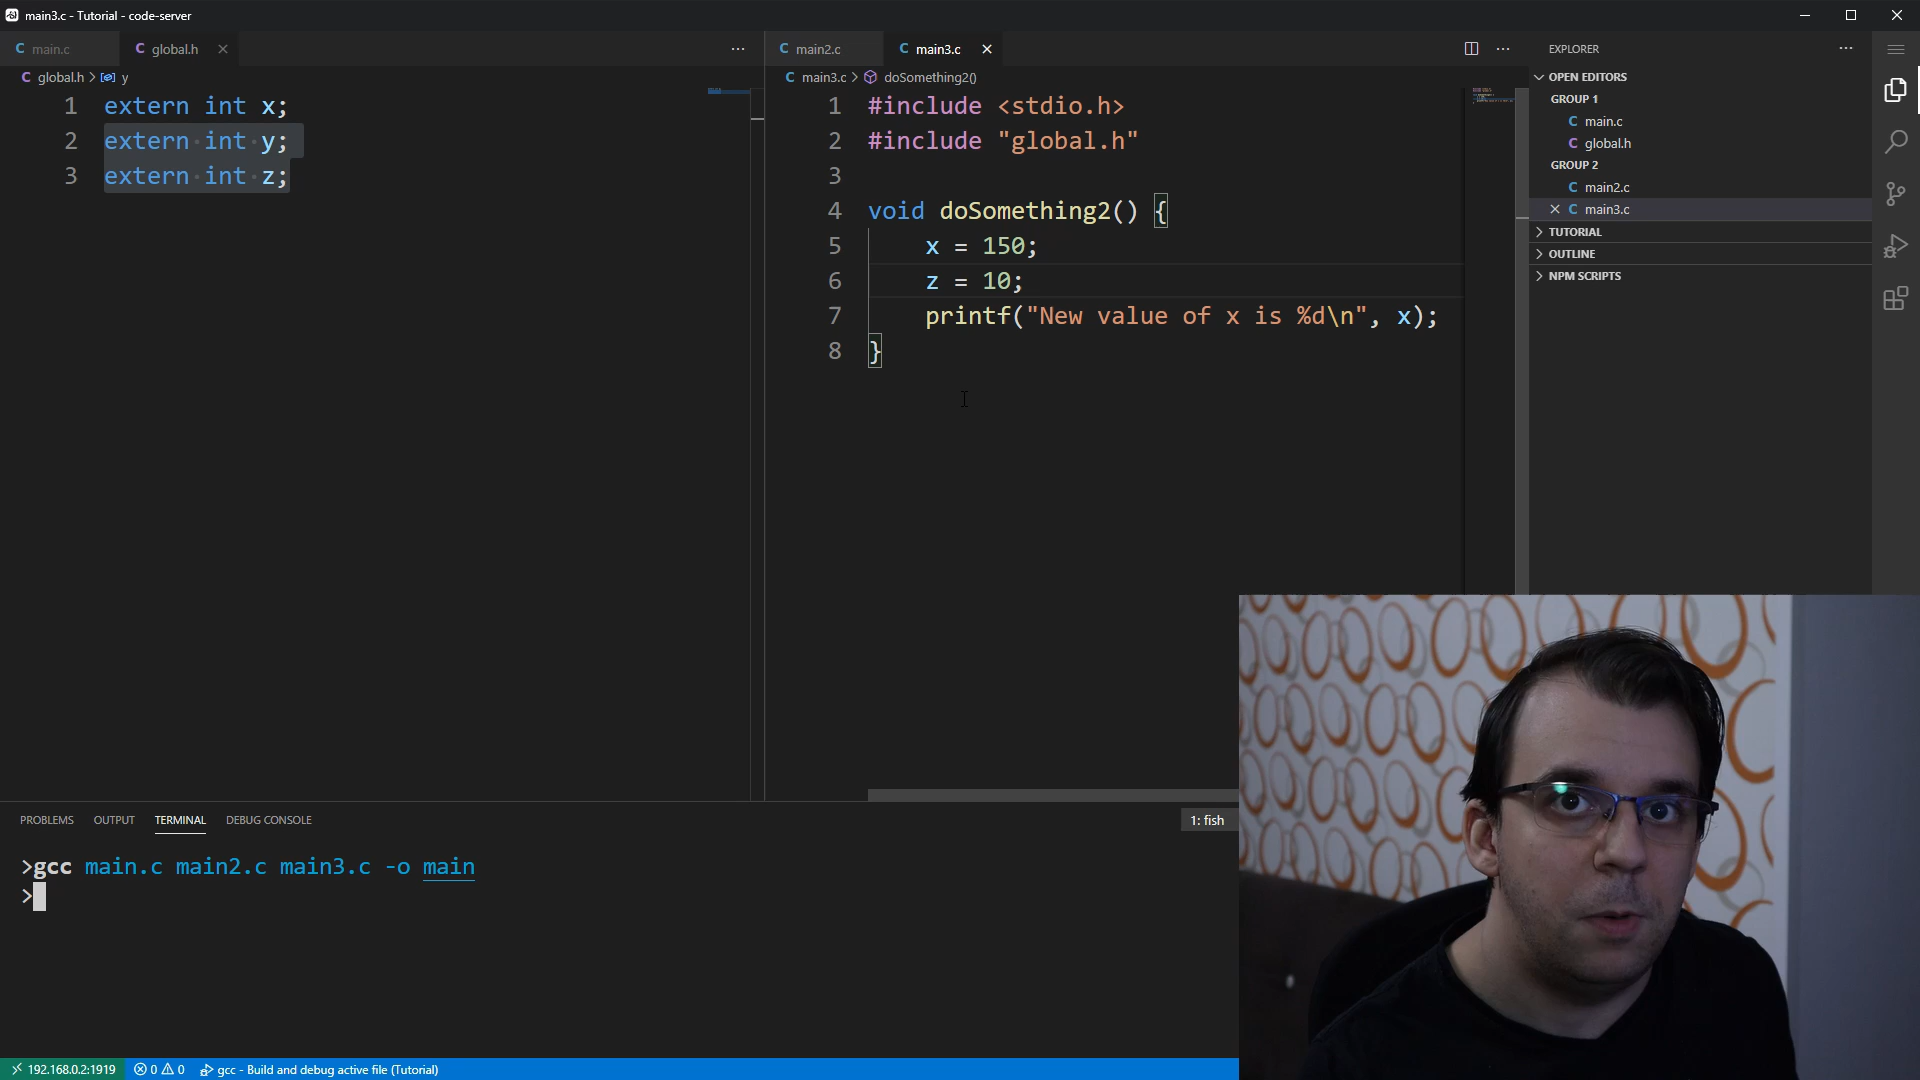 main3.c - Tutorial - code-server
main.c
global.h
global.h > y
1 extern int x;
2 extern int y;
3 extern int z;
main2.c
main3.c
main3.c > doSomething2()
1 #include <stdio.h>
2 #include "global.h"
3
4 void doSomething2() {
5 x = 150;
6 z = 10;
7 printf("New value of x is %d\n", x);
8 }
EXPLORER
OPEN EDITORS
GROUP 1
C main.c
C global.h
GROUP 2
C main2.c
C main3.c
TUTORIAL
OUTLINE
NPM SCRIPTS
PROBLEMS
OUTPUT
TERMINAL
DEBUG CONSOLE
1: fish
>gcc main.c main2.c main3.c -o main
>
192.168.0.2:1919
0 0
gcc - Build and debug active file (Tutorial)